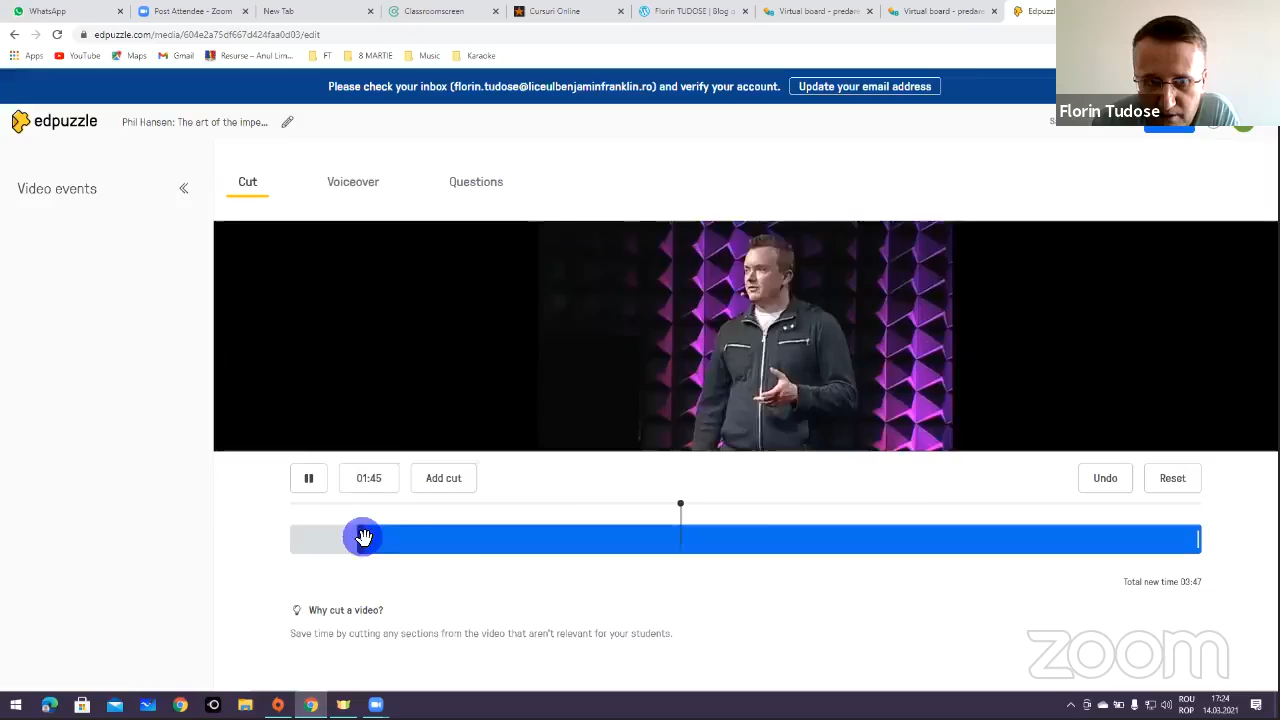 WhatsApp
Post Attendee - Zoom
New Tab
Classroomscreen
Cursuri Online
Florin TUDOSE | Blog o
Virtual board - predare
Virtual board - predare
Edpuzzl
edpuzzle.com/media/604e2a75df667d424faa0d03/edit
Apps
YouTube
Maps
Gmail
Resurse – Anul Lim...
FT
8 MARTIE
Music
Karaoke
Please check your inbox (florin.tudose@liceulbenjaminfranklin.ro) and verify your account.
Update your email address
Florin Tudose
edpuzzle
Phil Hansen: The art of the impe...
Video events
Cut
Voiceover
Questions
01:45
Add cut
Undo
Reset
Total new time 03:47
Why cut a video?
Save time by cutting any sections from the video that aren't relevant for your students.
zoom
ROU
ROP
17:24
14.03.2021